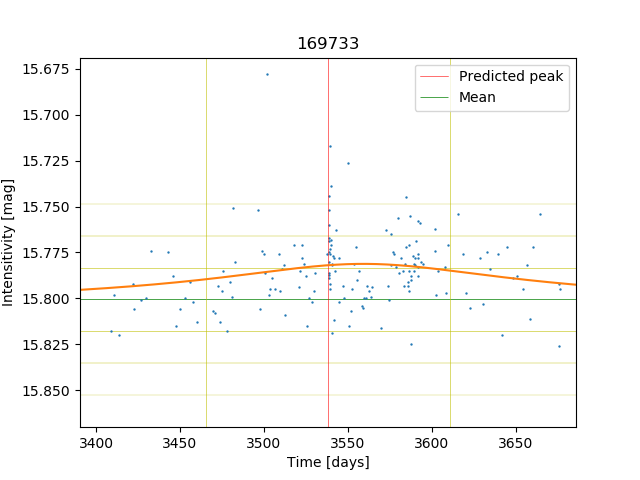 169733
Predicted peak
Mean
15.675
15.700
15.725
15.750
15.775
15.800
15.825
15.850
Intensitivity [mag]
3400 3450 3500 3550 3600 3650
Time [days]